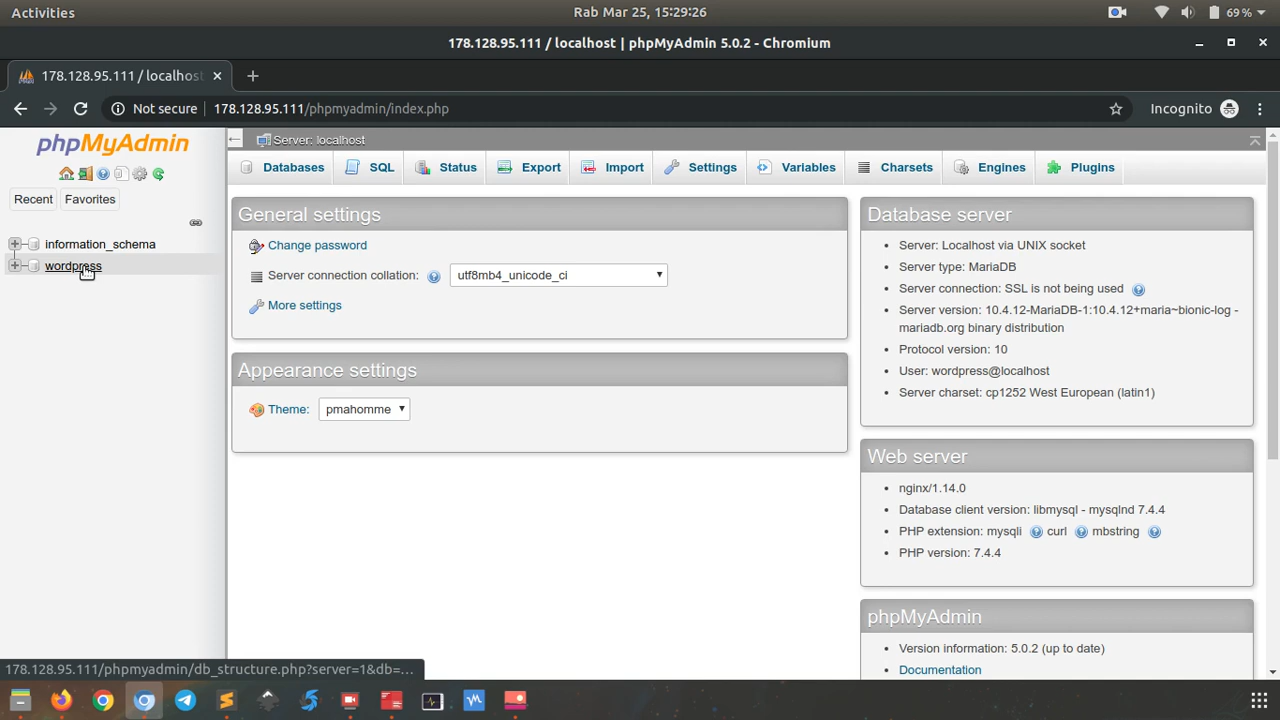 Activities
Rab Mar 25, 15:29:26
69 %
178.128.95.111 / localhost | phpMyAdmin 5.0.2 - Chromium
178.128.95.111 / localhost
Not secure
178.128.95.111/phpmyadmin/index.php
Incognito
phpMyAdmin
Recent
Favorites
information_schema
wordpress
Server: localhost
Databases
SQL
Status
Export
Import
Settings
Variables
Charsets
Engines
Plugins
General settings
Change password
Server connection collation:
utf8mb4_unicode_ci
More settings
Appearance settings
Theme:
pmahomme
Database server
Server: Localhost via UNIX socket
Server type: MariaDB
Server connection: SSL is not being used
Server version: 10.4.12-MariaDB-1:10.4.12+maria~bionic-log -
mariadb.org binary distribution
Protocol version: 10
User: wordpress@localhost
Server charset: cp1252 West European (latin1)
Web server
nginx/1.14.0
Database client version: libmysql - mysqlnd 7.4.4
PHP extension: mysqli curl mbstring
PHP version: 7.4.4
phpMyAdmin
Version information: 5.0.2 (up to date)
Documentation
178.128.95.111/phpmyadmin/db_structure.php?server=1&db=...